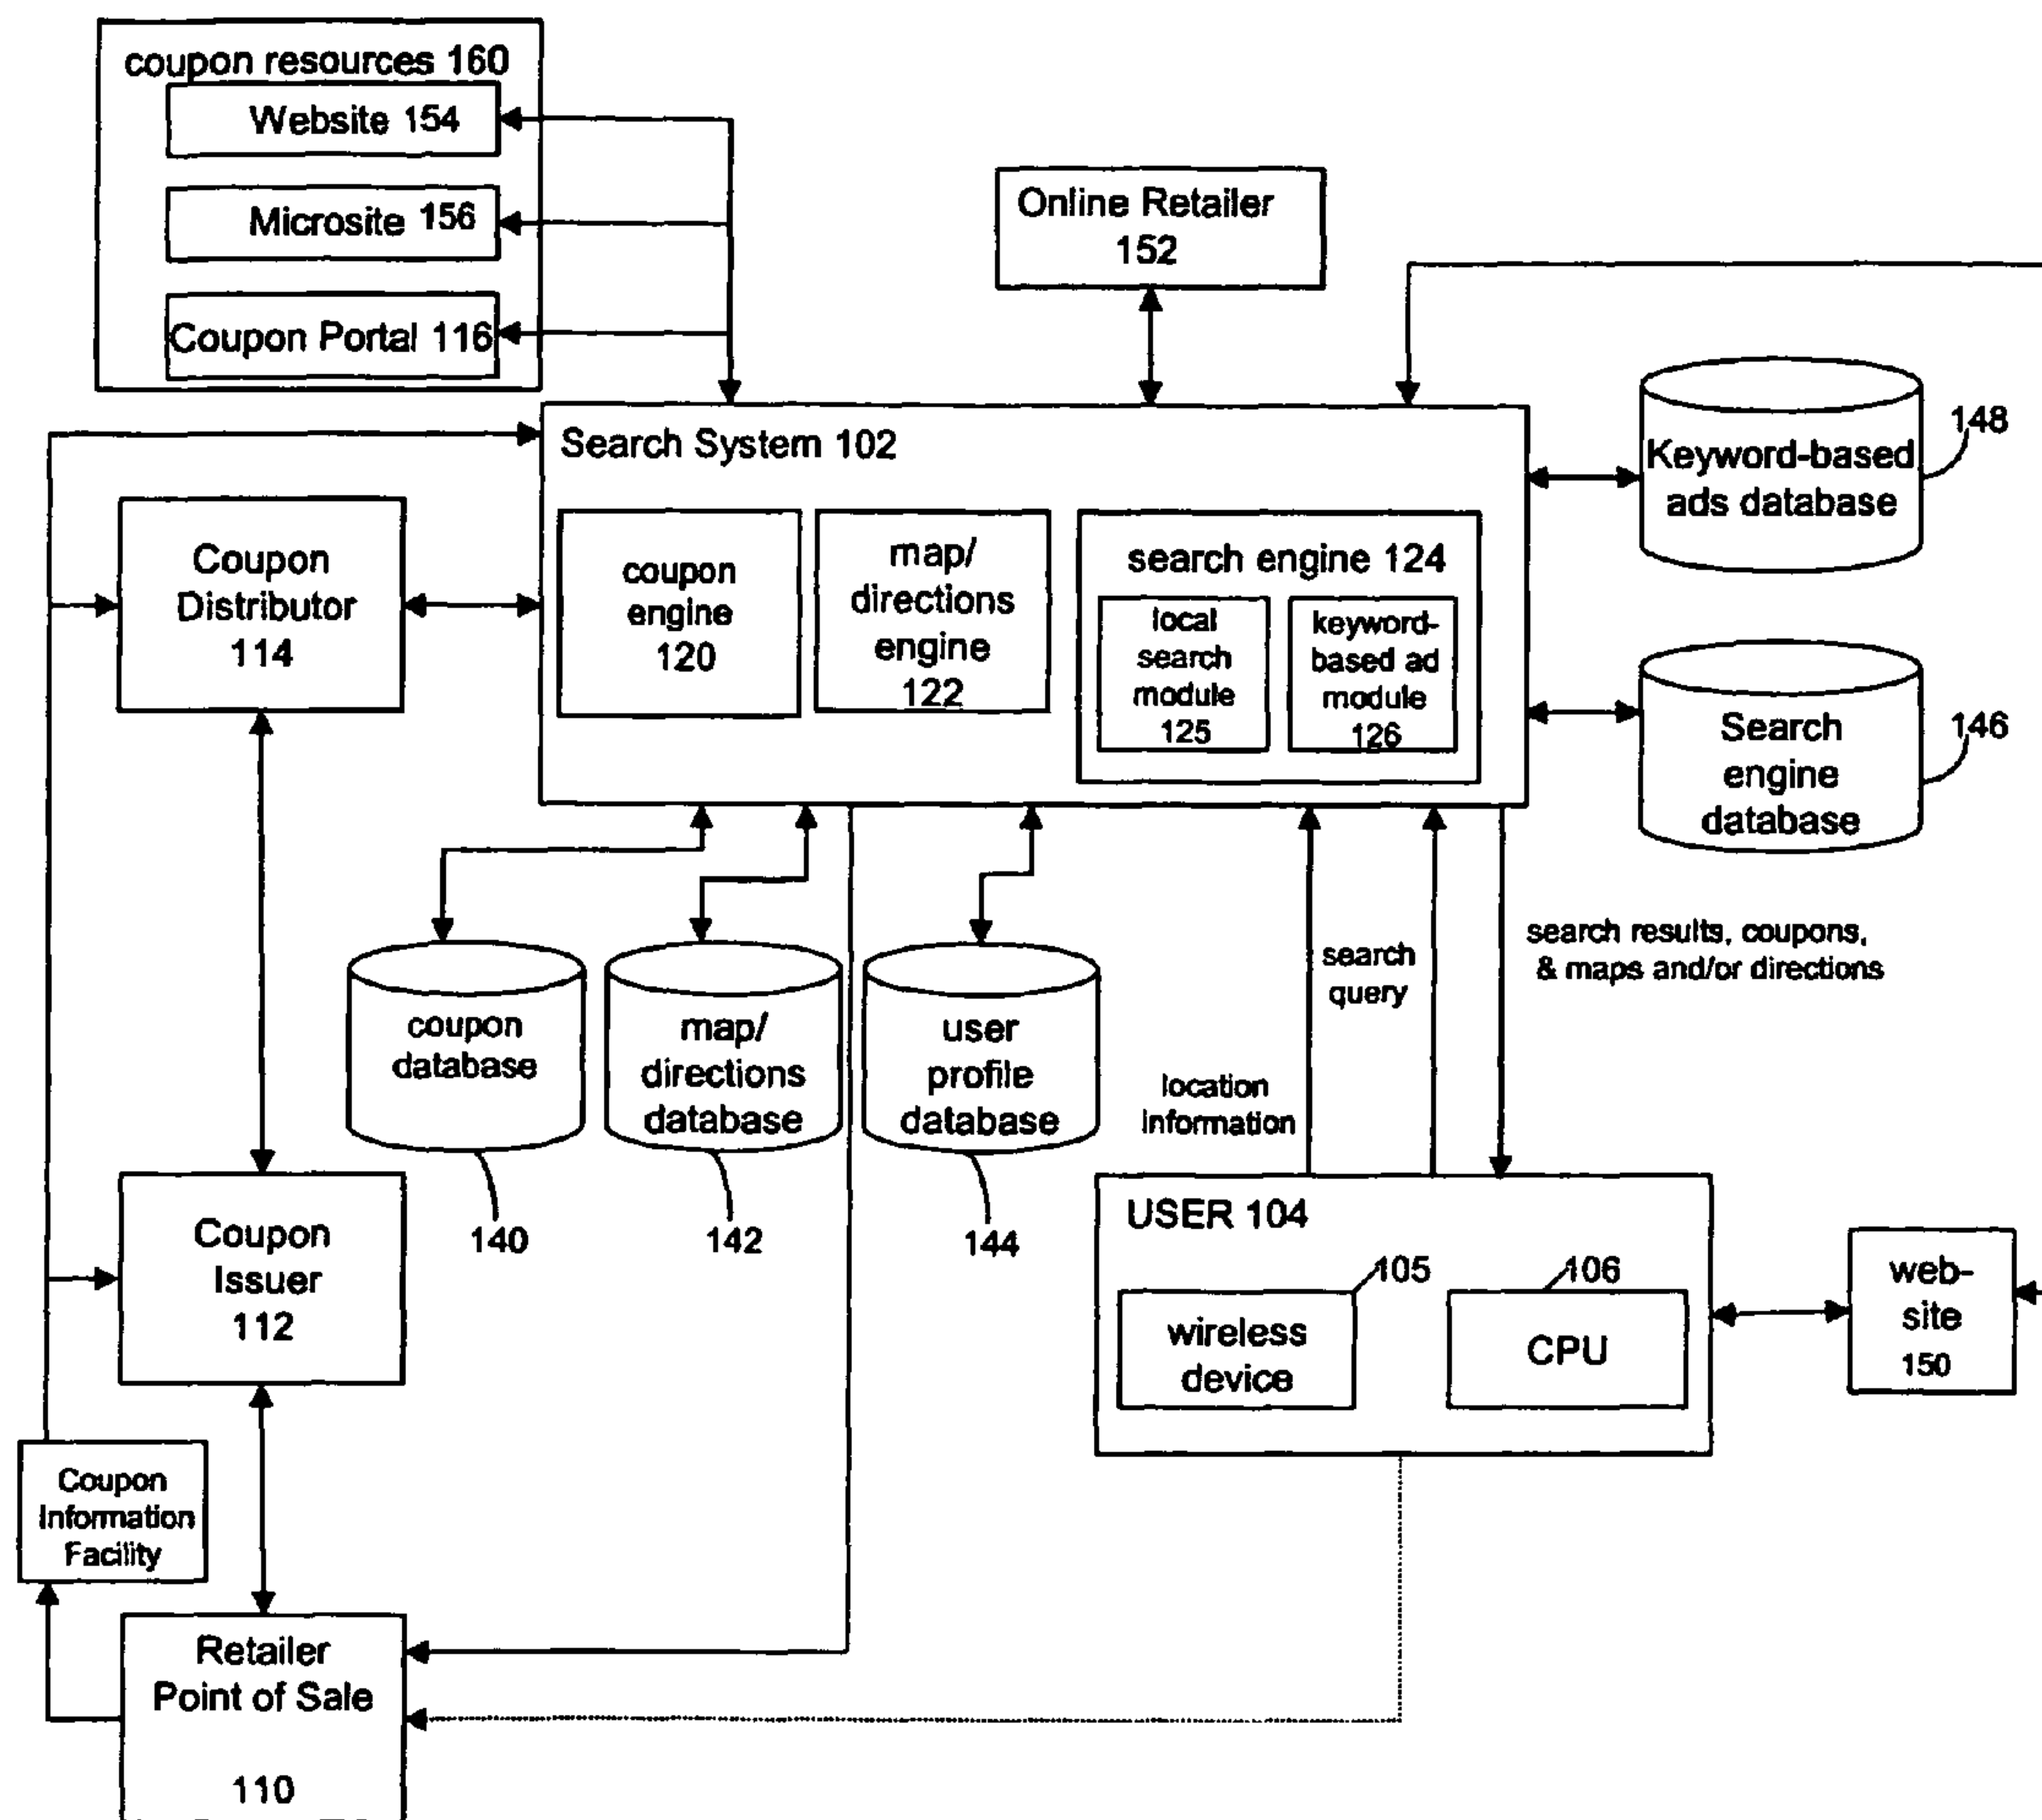 coupon resources 160
Website 154
Microsite 156
Coupon Portal 116
Online Retailer
152
Search System 102
Coupon
Distributor
114
coupon
engine
120
map/
directions
engine
122
search engine 124
local
search
module
125
keyword-
based ad
module
126
Keyword-based
ads database
148
Search
engine
database
146
search results, coupons,
& maps and/or directions
search
query
location
information
coupon
database
140
map/
directions
database
142
user
profile
database
144
Coupon
Issuer
112
USER 104
105
wireless
device
106
CPU
web-
site
150
Coupon
Information
Facility
Retailer
Point of Sale
110